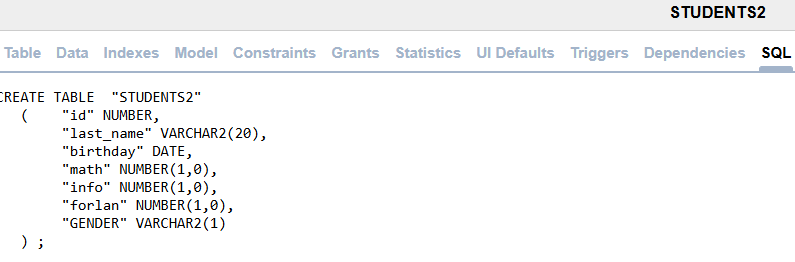 STUDENTS2
Table Data Indexes Model Constraints Grants Statistics UI Defaults Triggers Dependencies SQL
CREATE TABLE "STUDENTS2"
( "id" NUMBER,
"last_name" VARCHAR2(20),
"birthday" DATE,
"math" NUMBER(1,0),
"info" NUMBER(1,0),
"forlan" NUMBER(1,0),
"GENDER" VARCHAR2(1)
) ;